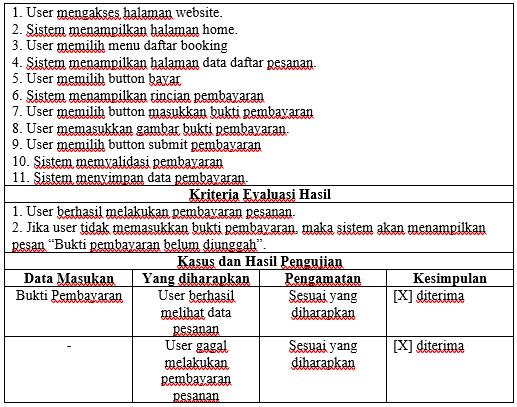 1. User mengakses halaman website.
2. Sistem menampilkan halaman home.
3. User memilih menu daftar booking
4. Sistem menampilkan halaman data daftar pesanan.
5. User memilih button bayar
6. Sistem menampilkan rincian pembayaran
7. User memilih button masukkan bukti pembayaran
8. User memasukkan gambar bukti pembayaran.
9. User memilih button submit pembayaran
10. Sistem memvalidasi pembayaran
11. Sistem menyimpan data pembayaran.
Kriteria Evaluasi Hasil
1. User berhasil melakukan pembayaran pesanan.
2. Jika user tidak memasukkan bukti pembayaran, maka sistem akan menampilkan
pesan “Bukti pembayaran belum diunggah”.
Kasus dan Hasil Pengujian
Data Masukan Yang diharapkan Pengamatan Kesimpulan
Bukti Pembayaran User berhasil Sesuai yang [X] diterima
melihat data diharapkan
pesanan
- User gagal Sesuai yang [X] diterima
melakukan diharapkan
pembayaran
pesanan